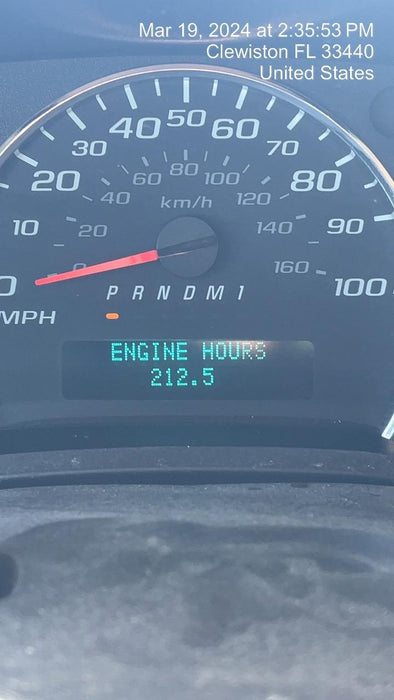 Mar 19, 2024 at 2:35:53 PM
Clewiston FL 33440
United States
40 50 60
30 70
20 80
60 80 100
40 120
km/h
10 20 140 90
0 0 160 100
P R N D M 1
MPH
ENGINE HOURS
212.5